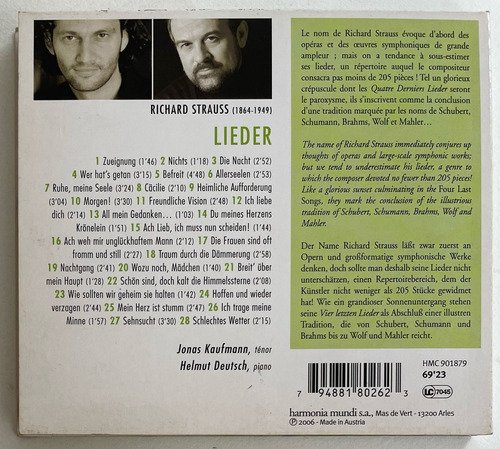 RICHARD STRAUSS (1864-1949)
LIEDER
1 Zueignung (1'46) 2 Nichts (1'18) 3 Die Nacht (2'52)
4 Wer hat's getan (3'15) 5 Befreit (4'48) 6 Allerseelen (2'53)
7 Ruhe, meine Seele (3'24) 8 Cäcilie (2'10) 9 Heimliche Aufforderung
(3'04) 10 Morgen! (3'30) 11 Freundliche Vision (2'48) 12 Ich liebe
dich (2'14) 13 All mein Gedanken... (1'03) 14 Du meines Herzens
Krönelein (1'51) 15 Ach Lieb, ich muss nun scheiden! (1'44)
16 Ach weh mir unglückhaftem Mann (2'12) 17 Die Frauen sind oft
fromm und still (1'27) 18 Traum durch die Dämmerung (2'58)
19 Nachtgang (2'41) 20 Wozu noch, Mädchen (1'40) 21 Breit' über
mein Haupt (1'28) 22 Schön sind, doch kalt die Himmelssterne (2'08)
23 Wie sollten wir geheim sie halten (1'42) 24 Hoffen und wieder
verzagen (2'44) 25 Mein Herz ist stumm (2'47) 26 Ich trage meine
Minne (1'57) 27 Sehnsucht (3'30) 28 Schlechtes Wetter (2'15)
Jonas Kaufmann, ténor
Helmut Deutsch, piano
Le nom de Richard Strauss évoque d'abord des
opéras et des œuvres symphoniques de grande
ampleur ; mais on a tendance à sous-estimer
ses lieder, un répertoire auquel le compositeur
consacra pas moins de 205 pièces ! Tel un glorieux
crépuscule dont les Quatre Derniers Lieder seraient
le paroxysme, ils s'inscrivent comme la conclusion
d'une tradition marquée par les noms de Schubert,
Schumann, Brahms, Wolf et Mahler...
The name of Richard Strauss immediately conjures up
thoughts of operas and large-scale symphonic works;
but we tend to underestimate his lieder, a genre to
which the composer devoted no fewer than 205 pieces!
Like a glorious sunset culminating in the Four Last
Songs, they mark the conclusion of the illustrious
tradition of Schubert, Schumann, Brahms, Wolf and
Mahler.
Der Name Richard Strauss läßt zwar zuerst an
Opern und großformatige symphonische Werke
denken, doch sollte man deshalb seine Lieder nicht
unterschätzen, einen Repertoirebereich, dem der
Künstler nicht weniger als 205 Stücke gewidmet
hat! Wie ein grandioser Sonnenuntergang stehen
seine Vier letzten Lieder als Abschluß einer illustren
Tradition, die von Schubert, Schumann und
Brahms bis zu Wolf und Mahler reicht.
HMC 901879
69'23
LC 7045
7 94881 80262 3
harmonia mundi s.a., Mas de Vert - 13200 Arles
Ⓟ 2006 - Made in Austria